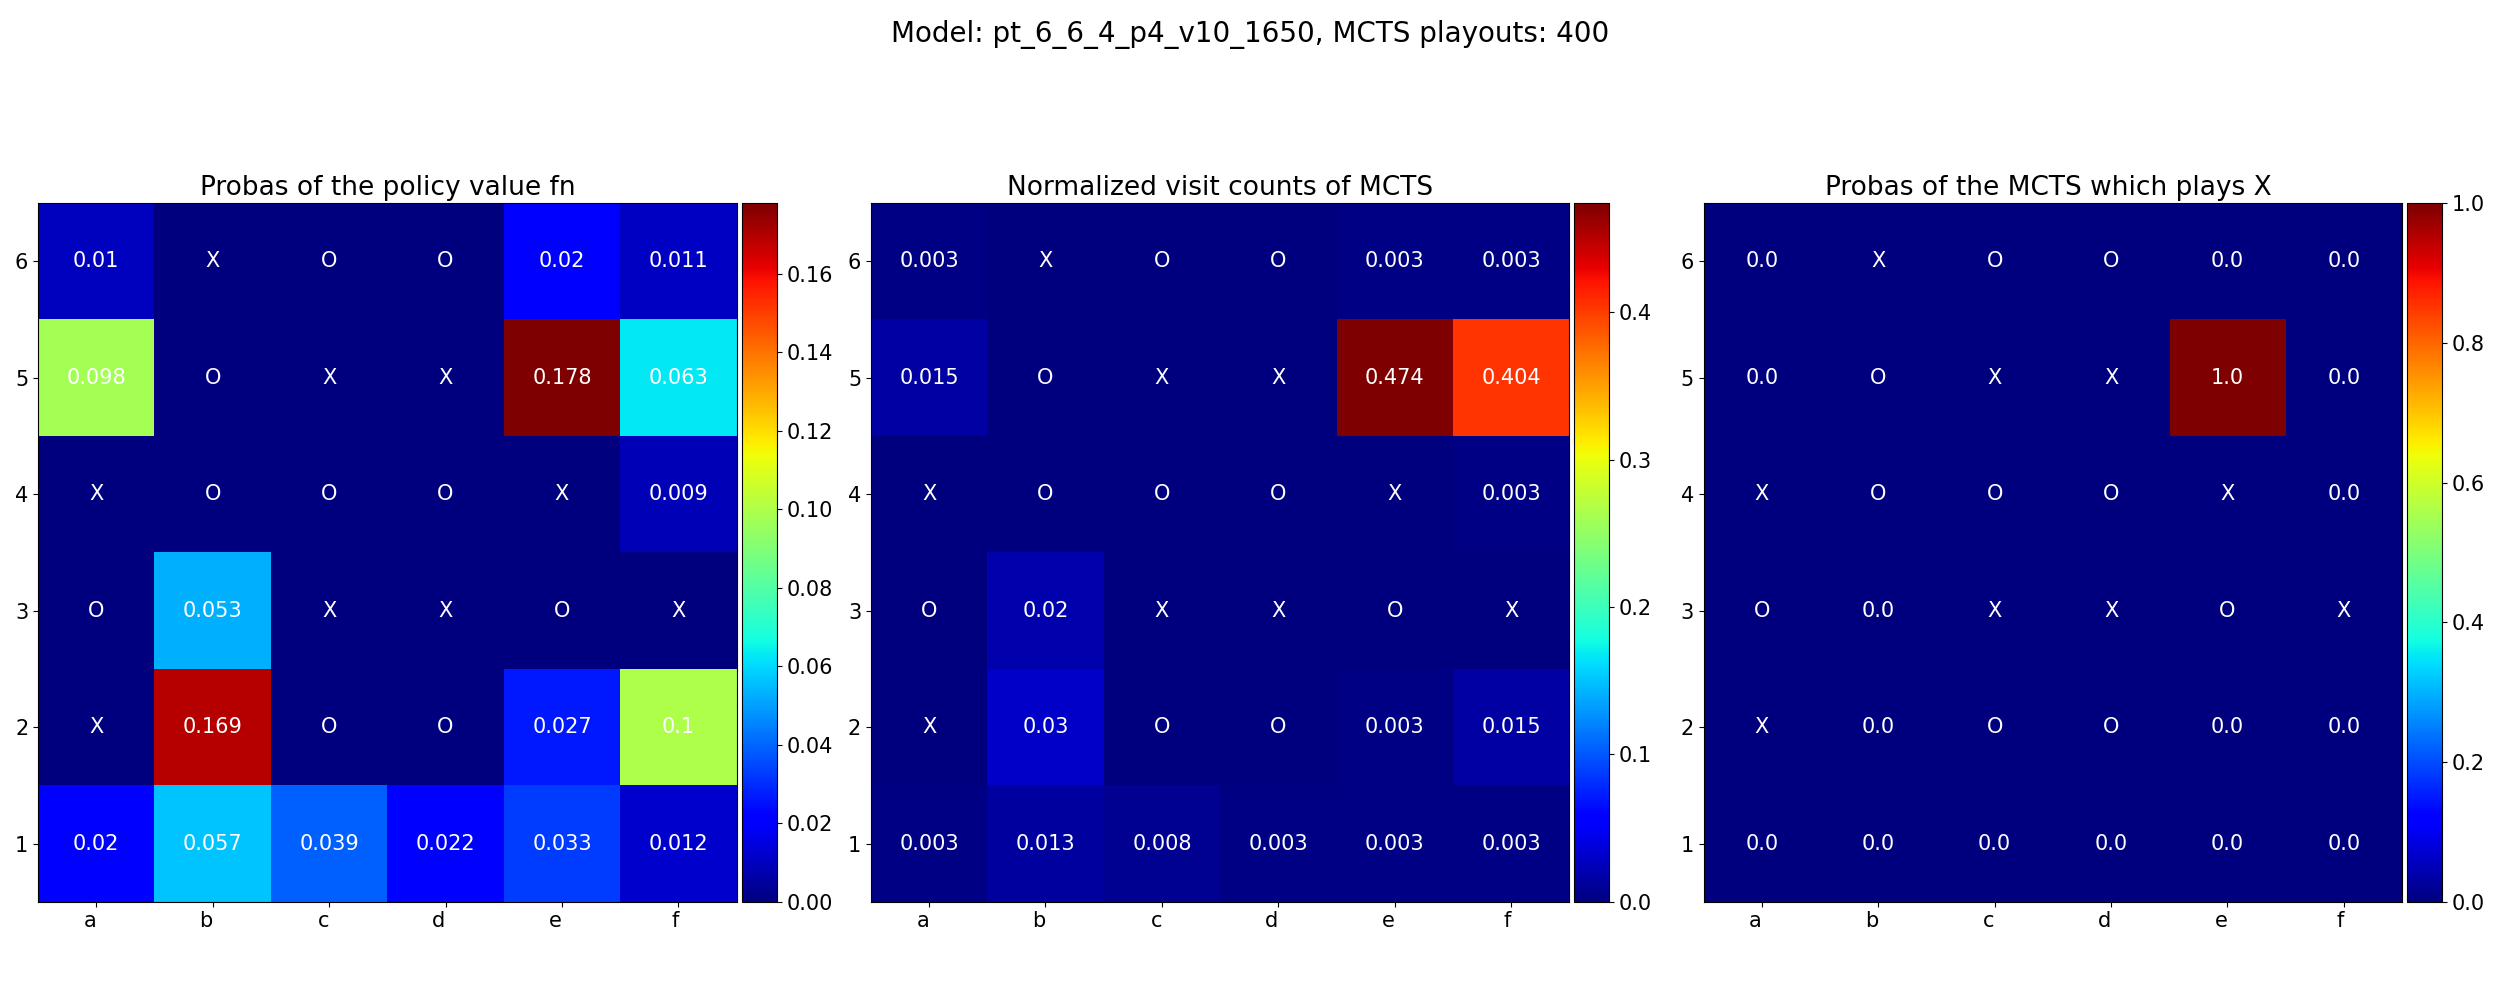 Model: pt_6_6_4_p4_v10_1650, MCTS playouts: 400
Probas of the policy value fn
6 0.01 X O O 0.02 0.011
5 0.098 O X X 0.178 0.063
4 X O O O X 0.009
3 O 0.053 X X O X
2 X 0.169 O O 0.027 0.1
1 0.02 0.057 0.039 0.022 0.033 0.012
a b c d e f
0.16
0.14
0.12
0.10
0.08
0.06
0.04
0.02
0.00
Normalized visit counts of MCTS
6 0.003 X O O 0.003 0.003
5 0.015 O X X 0.474 0.404
4 X O O O X 0.003
3 O 0.02 X X O X
2 X 0.03 O O 0.003 0.015
1 0.003 0.013 0.008 0.003 0.003 0.003
a b c d e f
0.4
0.3
0.2
0.1
0.0
Probas of the MCTS which plays X
6 0.0 X O O 0.0 0.0
5 0.0 O X X 1.0 0.0
4 X O O O X 0.0
3 O 0.0 X X O X
2 X 0.0 O O 0.0 0.0
1 0.0 0.0 0.0 0.0 0.0 0.0
a b c d e f
1.0
0.8
0.6
0.4
0.2
0.0